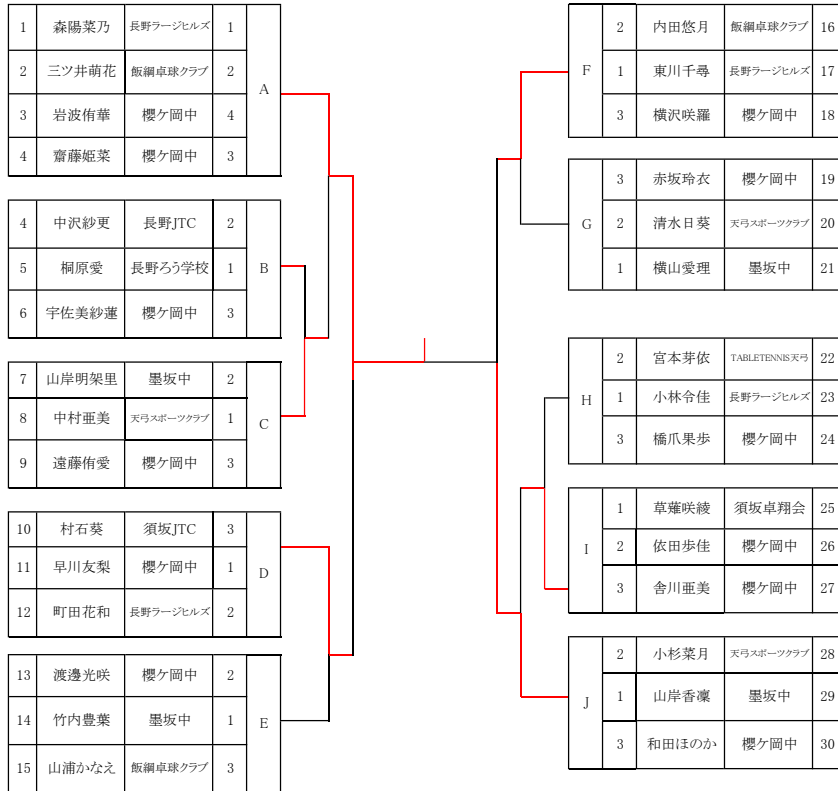 1 森陽菜乃 長野ラージヒルズ 1
2 三ツ井萌花 飯綱卓球クラブ 2
3 岩波侑華 櫻ケ岡中 4
4 齋藤姫菜 櫻ケ岡中 3
A
4 中沢紗更 長野JTC 2
5 桐原愛 長野ろう学校 1
6 宇佐美紗蓮 櫻ケ岡中 3
B
7 山岸明架里 墨坂中 2
8 中村亜美 天弓スポーツクラブ 1
9 遠藤侑愛 櫻ケ岡中 3
C
10 村石葵 須坂JTC 3
11 早川友梨 櫻ケ岡中 1
12 町田花和 長野ラージヒルズ 2
D
13 渡邊光咲 櫻ケ岡中 2
14 竹内豊葉 墨坂中 1
15 山浦かなえ 飯綱卓球クラブ 3
E
F
2 内田悠月 飯綱卓球クラブ 16
1 東川千尋 長野ラージヒルズ 17
3 横沢咲羅 櫻ケ岡中 18
G
3 赤坂玲衣 櫻ケ岡中 19
2 清水日葵 天弓スポーツクラブ 20
1 横山愛理 墨坂中 21
H
2 宮本芽依 TABLETENNIS天弓 22
1 小林令佳 長野ラージヒルズ 23
3 橋爪果歩 櫻ケ岡中 24
I
1 草薙咲綾 須坂卓翔会 25
2 依田歩佳 櫻ケ岡中 26
3 舎川亜美 櫻ケ岡中 27
J
2 小杉菜月 天弓スポーツクラブ 28
1 山岸香凜 墨坂中 29
3 和田ほのか 櫻ケ岡中 30